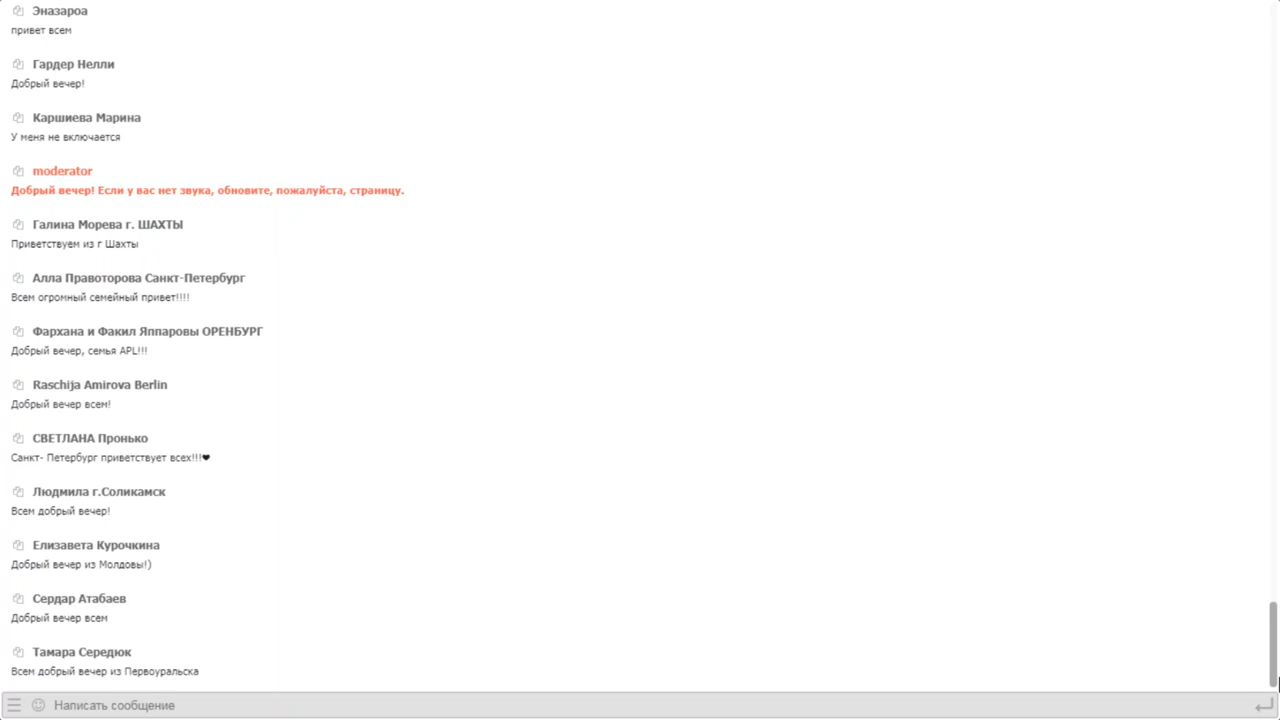 Эназароа
привет всем
Гардер Нелли
Добрый вечер!
Каршиева Марина
У меня не включается
moderator
Добрый вечер! Если у вас нет звука, обновите, пожалуйста, страницу.
Галина Морева г. ШАХТЫ
Приветствуем из г Шахты
Алла Правоторова Санкт-Петербург
Всем огромный семейный привет!!!!
Фархана и Факил Яппаровы ОРЕНБУРГ
Добрый вечер, семья APL!!!
Raschija Amirova Berlin
Добрый вечер всем!
СВЕТЛАНА Пронько
Санкт- Петербург приветствует всех!!!❤
Людмила г.Соликамск
Всем добрый вечер!
Елизавета Курочкина
Добрый вечер из Молдовы!)
Сердар Атабаев
Добрый вечер всем
Тамара Середюк
Всем добрый вечер из Первоуральска
Написать сообщение